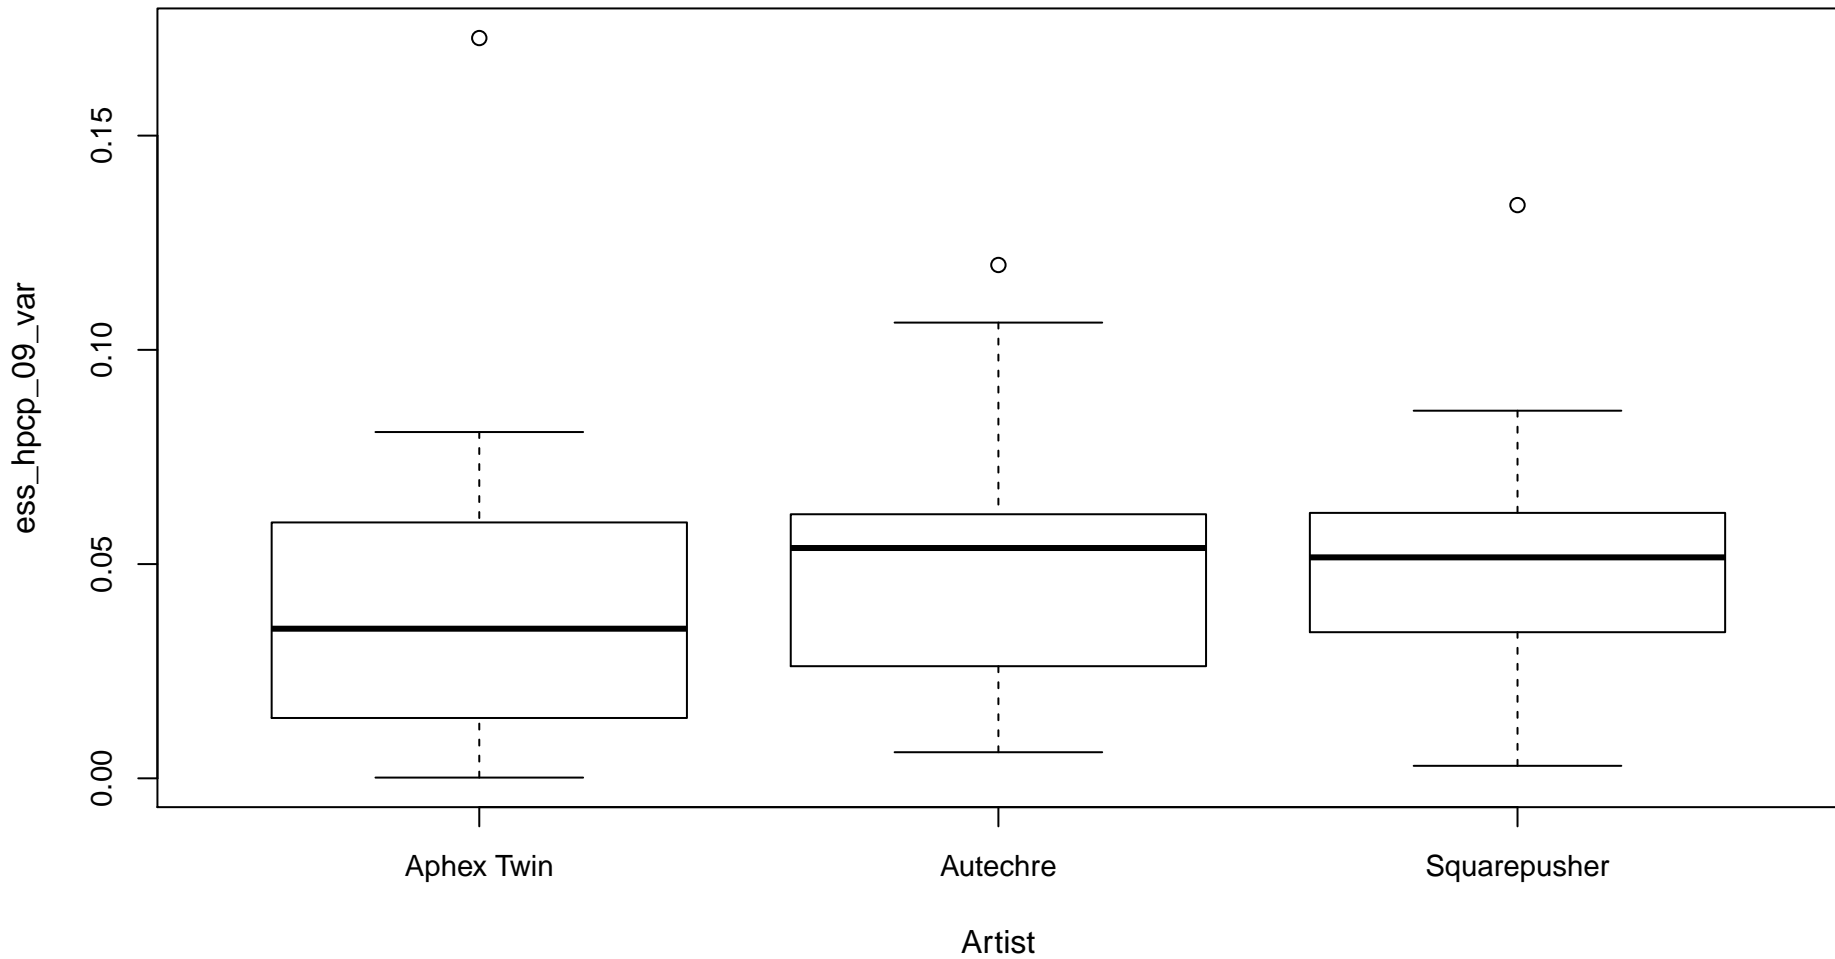 ess_hpcp_09_var
0.15
0.10
0.05
0.00
Aphex Twin
Autechre
Squarepusher
Artist